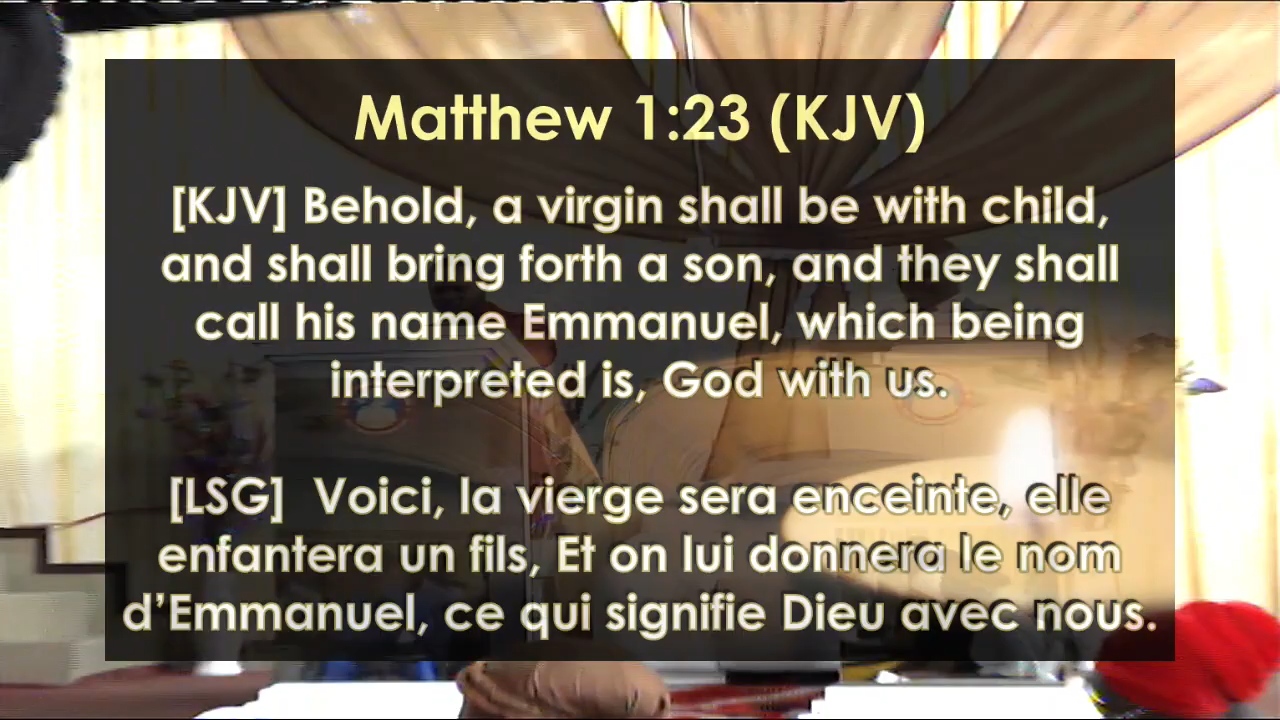 Matthew 1:23 (KJV)
[KJV] Behold, a virgin shall be with child,
and shall bring forth a son, and they shall
call his name Emmanuel, which being
interpreted is, God with us.
[LSG]  Voici, la vierge sera enceinte, elle
enfantera un fils, Et on lui donnera le nom
d’Emmanuel, ce qui signifie Dieu avec nous.